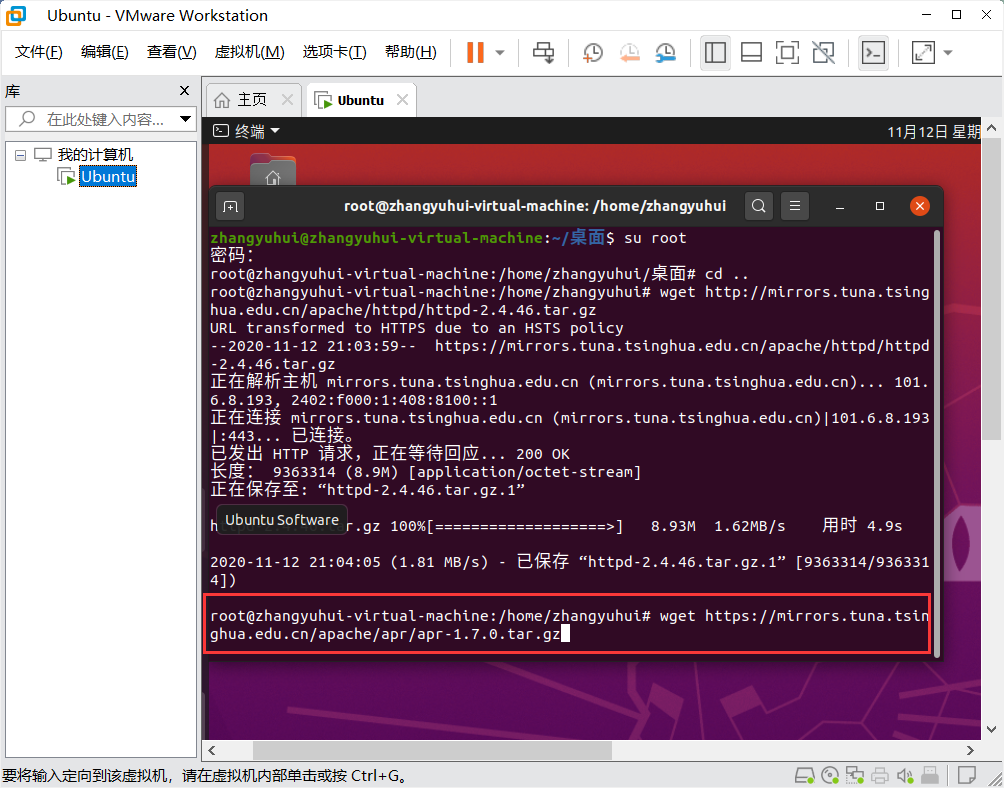 Ubuntu - VMware Workstation
文件(F) 编辑(E) 查看(V) 虚拟机(M) 选项卡(T) 帮助(H)
库
在此处键入内容...
我的计算机
Ubuntu
主页 Ubuntu
终端 11月12日 星期
root@zhangyuhui-virtual-machine: /home/zhangyuhui
zhangyuhui@zhangyuhui-virtual-machine:~/桌面$ su root
密码：
root@zhangyuhui-virtual-machine:/home/zhangyuhui/桌面# cd ..
root@zhangyuhui-virtual-machine:/home/zhangyuhui# wget http://mirrors.tuna.tsing
hua.edu.cn/apache/httpd/httpd-2.4.46.tar.gz
URL transformed to HTTPS due to an HSTS policy
--2020-11-12 21:03:59-- https://mirrors.tuna.tsinghua.edu.cn/apache/httpd/httpd
-2.4.46.tar.gz
正在解析主机 mirrors.tuna.tsinghua.edu.cn (mirrors.tuna.tsinghua.edu.cn)... 101.
6.8.193, 2402:f000:1:408:8100::1
正在连接 mirrors.tuna.tsinghua.edu.cn (mirrors.tuna.tsinghua.edu.cn)|101.6.8.193
|:443... 已连接。
已发出 HTTP 请求，正在等待回应... 200 OK
长度： 9363314 (8.9M) [application/octet-stream]
正在保存至: “httpd-2.4.46.tar.gz.1”
Ubuntu Software
r.gz 100%[===================>] 8.93M 1.62MB/s 用时 4.9s
2020-11-12 21:04:05 (1.81 MB/s) - 已保存 “httpd-2.4.46.tar.gz.1” [9363314/936331
4])
root@zhangyuhui-virtual-machine:/home/zhangyuhui# wget https://mirrors.tuna.tsin
ghua.edu.cn/apache/apr/apr-1.7.0.tar.gz
要将输入定向到该虚拟机，请在虚拟机内部单击或按 Ctrl+G。